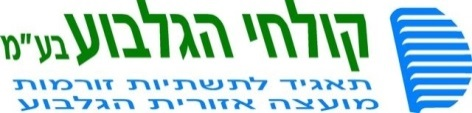 קולחי הגלבוע בע"מ
תאגיד לתשתיות זורמות
מועצה אזורית הגלבוע